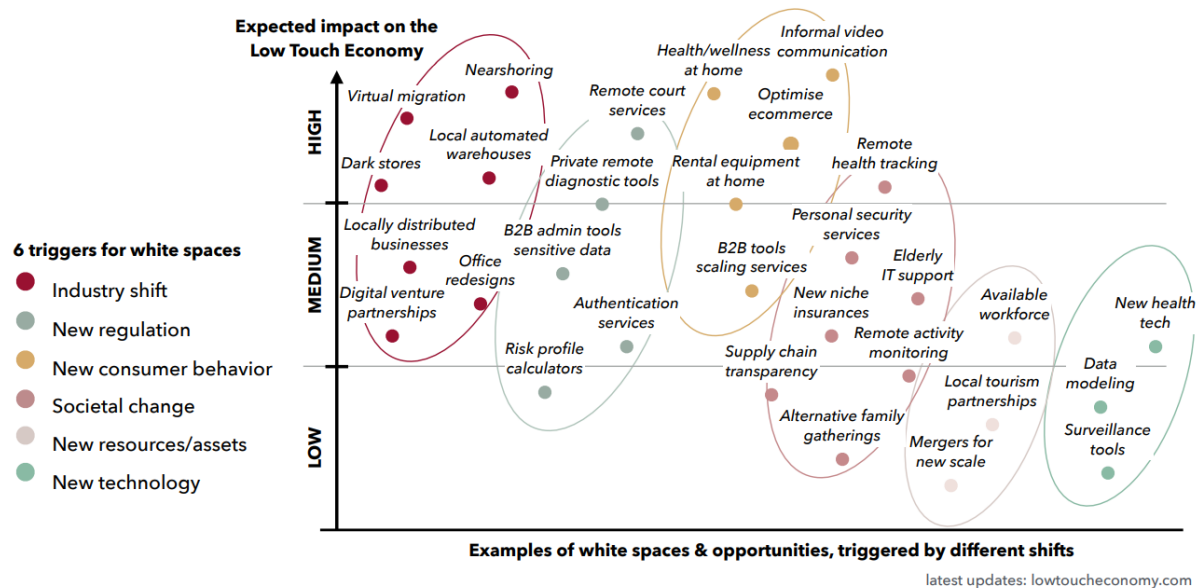 Expected impact on the
Low Touch Economy
HIGH
MEDIUM
LOW
6 triggers for white spaces
Industry shift
New regulation
New consumer behavior
Societal change
New resources/assets
New technology
Nearshoring
Virtual migration
Local automated
warehouses
Dark stores
Locally distributed
businesses
Office
redesigns
Digital venture
partnerships
Remote court
services
Private remote
diagnostic tools
B2B admin tools
sensitive data
Authentication
services
Risk profile
calculators
Informal video
communication
Health/wellness
at home
Optimise
ecommerce
Rental equipment
at home
B2B tools
scaling services
Remote
health tracking
Personal security
services
Elderly
IT support
New niche
insurances
Remote activity
monitoring
Supply chain
transparency
Alternative family
gatherings
Available
workforce
Local tourism
partnerships
Mergers for
new scale
New health
tech
Data
modeling
Surveillance
tools
Examples of white spaces & opportunities, triggered by different shifts
latest updates: lowtoucheconomy.com